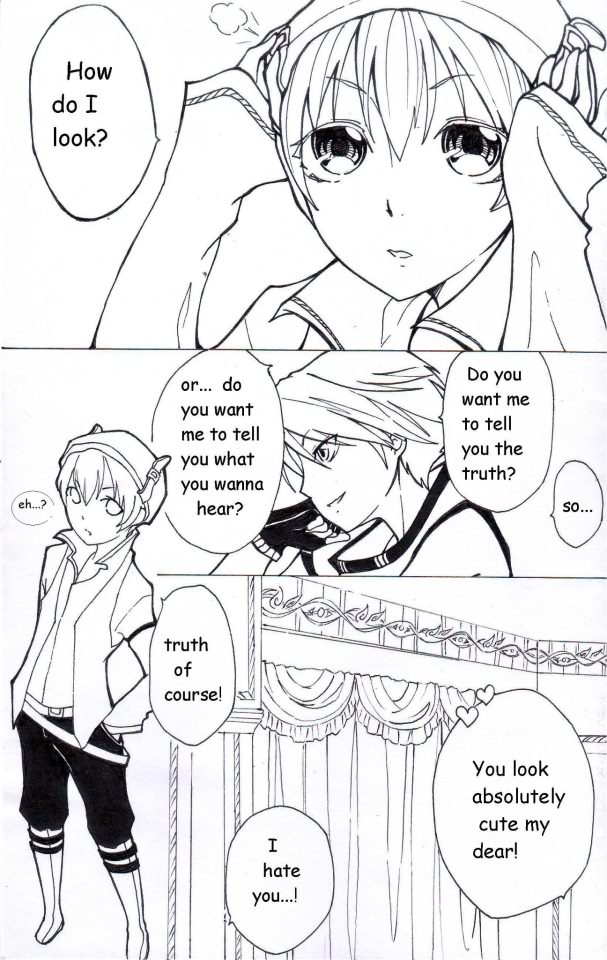 How
do I
look?
so...
Do you
want me
to tell
you the
truth?
or... do
you want
me to tell
you what
you wanna
hear?
eh...?
truth
of
course!
You look
absolutely
cute my
dear!
I
hate
you...!